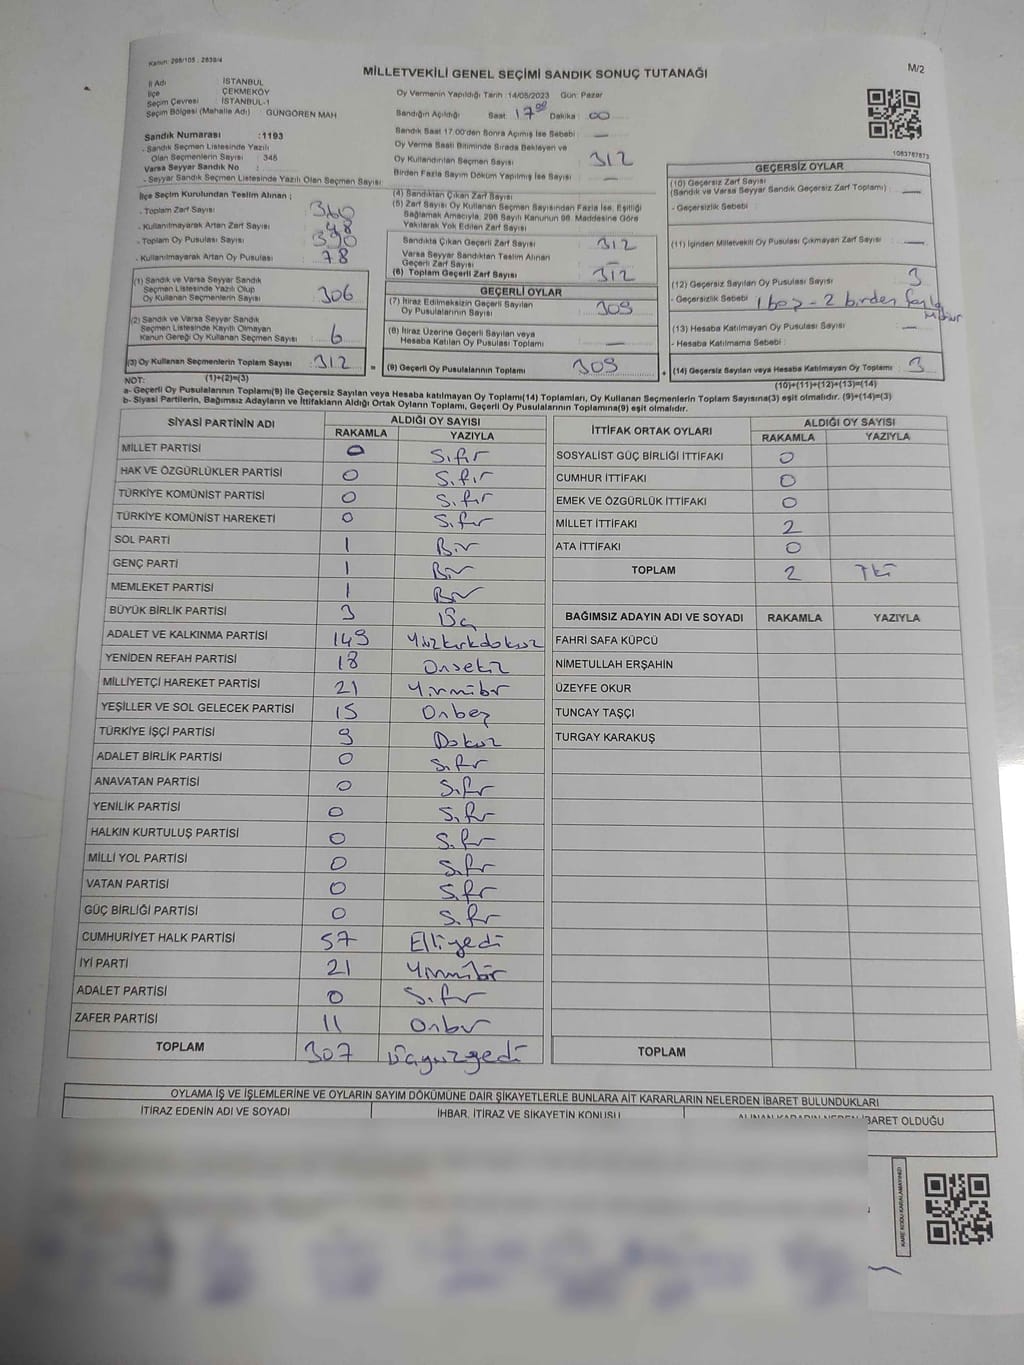 Kanun: 298/105 , 2839/4
MİLLETVEKİLİ GENEL SEÇİMİ SANDIK SONUÇ TUTANAĞI
M/2
İl Adı : İSTANBUL
İlçe : ÇEKMEKÖY
Seçim Çevresi : İSTANBUL-1
Seçim Bölgesi (Mahalle Adı) : GÜNGÖREN MAH
Sandık Numarası : 1193
- Sandık Seçmen Listesinde Yazılı
Olan Seçmenlerin Sayısı : 346
Varsa Seyyar Sandık No :
- Seyyar Sandık Seçmen Listesinde Yazılı Olan Seçmen Sayısı :
Oy Vermenin Yapıldığı Tarih : 14/05/2023 Gün: Pazar
Sandığın Açıldığı Saat: 17 00 Dakika : 00
Sandık Saat 17.00'den Sonra Açılmış İse Sebebi : —
Oy Verme Saati Bitiminde Sırada Bekleyen ve
Oy Kullandırılan Seçmen Sayısı : 312
Birden Fazla Sayım Döküm Yapılmış İse Sayısı : —
1083787873
İlçe Seçim Kurulundan Teslim Alınan ;
- Toplam Zarf Sayısı : 360
- Kullanılmayarak Artan Zarf Sayısı : 48
- Toplam Oy Pusulası Sayısı : 390
- Kullanılmayarak Artan Oy Pusulası : 78
(1) Sandık ve Varsa Seyyar Sandık
Seçmen Listesinde Yazılı Olup
Oy Kullanan Seçmenlerin Sayısı : 306
(2) Sandık ve Varsa Seyyar Sandık
Seçmen Listesinde Kayıtlı Olmayan
Kanun Gereği Oy Kullanan Seçmen Sayısı : 6
(3) Oy Kullanan Seçmenlerin Toplam Sayısı : 312
(4) Sandıktan Çıkan Zarf Sayısı :
(5) Zarf Sayısı Oy Kullanan Seçmen Sayısından Fazla İse, Eşitliği
Sağlamak Amacıyla, 298 Sayılı Kanunun 98. Maddesine Göre
Yakılarak Yok Edilen Zarf Sayısı :
Sandıkta Çıkan Geçerli Zarf Sayısı : 312
Varsa Seyyar Sandıktan Teslim Alınan
Geçerli Zarf Sayısı : —
(6) Toplam Geçerli Zarf Sayısı : 312
GEÇERLİ OYLAR
(7) İtiraz Edilmeksizin Geçerli Sayılan
Oy Pusulalarının Sayısı : 309
(8) İtiraz Üzerine Geçerli Sayılan veya
Hesaba Katılan Oy Pusulası Toplamı : —
= (9) Geçerli Oy Pusulalarının Toplamı : 309
GEÇERSİZ OYLAR
(10) Geçersiz Zarf Sayısı
(Sandık ve Varsa Seyyar Sandık Geçersiz Zarf Toplamı) : —
- Geçersizlik Sebebi :
(11) İçinden Milletvekili Oy Pusulası Çıkmayan Zarf Sayısı : —
(12) Geçersiz Sayılan Oy Pusulası Sayısı : 3
- Geçersizlik Sebebi : 1 boş - 2 birden fazla
Mühür
(13) Hesaba Katılmayan Oy Pusulası Sayısı : —
- Hesaba Katılmama Sebebi :
+ (14) Geçersiz Sayılan veya Hesaba Katılmayan Oy Toplamı : 3
NOT: (1)+(2)=(3) (10)+(11)+(12)+(13)=(14)
a- Geçerli Oy Pusulalarının Toplamı(9) ile Geçersiz Sayılan veya Hesaba katılmayan Oy Toplamı(14) Toplamları, Oy Kullanan Seçmenlerin Toplam Sayısına(3) eşit olmalıdır. (9)+(14)=(3)
b- Siyasi Partilerin, Bağımsız Adayların ve İttifakların Aldığı Ortak Oyların Toplamı, Geçerli Oy Pusulalarının Toplamına(9) eşit olmalıdır.
SİYASİ PARTİNİN ADI ALDIĞI OY SAYISI
RAKAMLA YAZIYLA
MİLLET PARTİSİ 0 Sıfır
HAK VE ÖZGÜRLÜKLER PARTİSİ 0 Sıfır
TÜRKİYE KOMÜNİST PARTİSİ 0 Sıfır
TÜRKİYE KOMÜNİST HAREKETİ 0 Sıfır
SOL PARTİ 1 Bir
GENÇ PARTİ 1 Bir
MEMLEKET PARTİSİ 1 Bir
BÜYÜK BİRLİK PARTİSİ 3 Üç
ADALET VE KALKINMA PARTİSİ 149 Yüzkırkdokuz
YENİDEN REFAH PARTİSİ 18 Onsekiz
MİLLİYETÇİ HAREKET PARTİSİ 21 Yirmibir
YEŞİLLER VE SOL GELECEK PARTİSİ 15 Onbeş
TÜRKİYE İŞÇİ PARTİSİ 9 Dokuz
ADALET BİRLİK PARTİSİ 0 Sıfır
ANAVATAN PARTİSİ 0 Sıfır
YENİLİK PARTİSİ 0 Sıfır
HALKIN KURTULUŞ PARTİSİ 0 Sıfır
MİLLİ YOL PARTİSİ 0 Sıfır
VATAN PARTİSİ 0 Sıfır
GÜÇ BİRLİĞİ PARTİSİ 0 Sıfır
CUMHURİYET HALK PARTİSİ 57 Elliyedi
İYİ PARTİ 21 Yirmibir
ADALET PARTİSİ 0 Sıfır
ZAFER PARTİSİ 11 Onbir
TOPLAM 307 Üçyüzyedi
İTTİFAK ORTAK OYLARI ALDIĞI OY SAYISI
RAKAMLA YAZIYLA
SOSYALİST GÜÇ BİRLİĞİ İTTİFAKI 0
CUMHUR İTTİFAKI 0
EMEK VE ÖZGÜRLÜK İTTİFAKI 0
MİLLET İTTİFAKI 2
ATA İTTİFAKI 0
TOPLAM 2 İki
BAĞIMSIZ ADAYIN ADI VE SOYADI RAKAMLA YAZIYLA
FAHRİ SAFA KÜPCÜ
NİMETULLAH ERŞAHİN
ÜZEYFE OKUR
TUNCAY TAŞÇI
TURGAY KARAKUŞ
TOPLAM
OYLAMA İŞ VE İŞLEMLERİNE VE OYLARIN SAYIM DÖKÜMÜNE DAİR ŞİKAYETLERLE BUNLARA AİT KARARLARIN NELERDEN İBARET BULUNDUKLARI
İTİRAZ EDENİN ADI VE SOYADI İHBAR, İTİRAZ VE ŞİKAYETİN KONUSU ALINAN KARARIN NEDEN İBARET OLDUĞU
KARE KODU KARALAMAYINIZ!